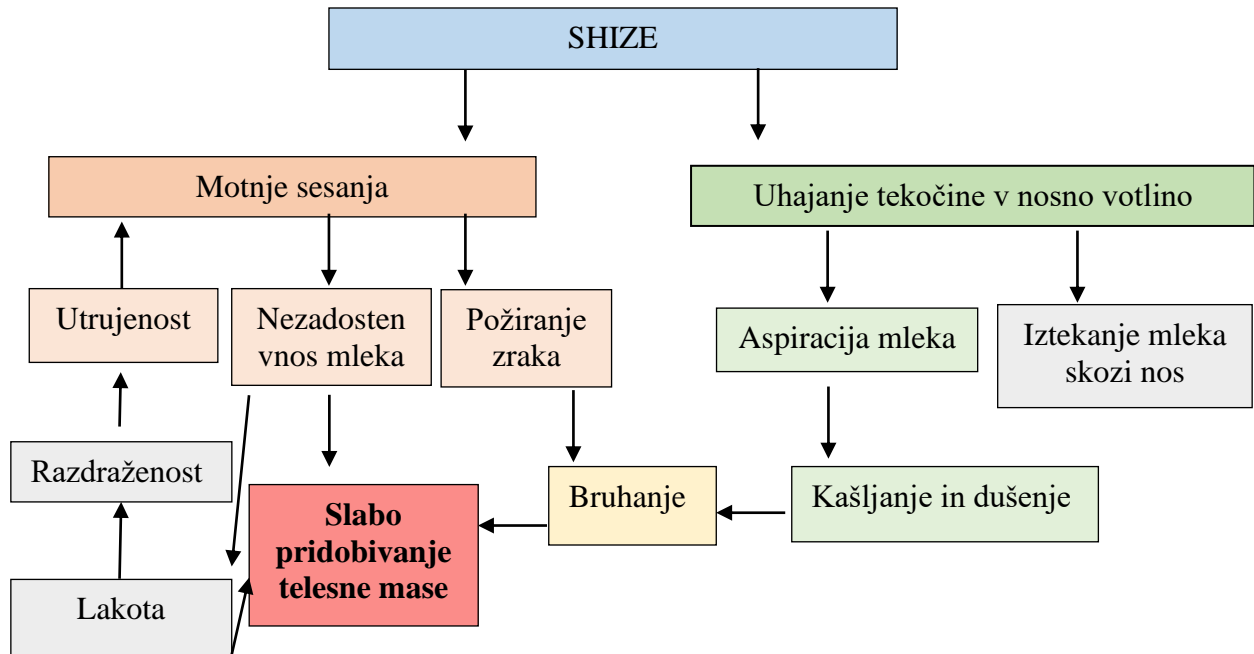 SHIZE
Motnje sesanja
Uhajanje tekočine v nosno votlino
Utrujenost
Nezadosten
vnos mleka
Požiranje
zraka
Aspiracija mleka
Iztekanje mleka
skozi nos
Razdraženost
Slabo
pridobivanje
telesne mase
Bruhanje
Kašljanje in dušenje
Lakota